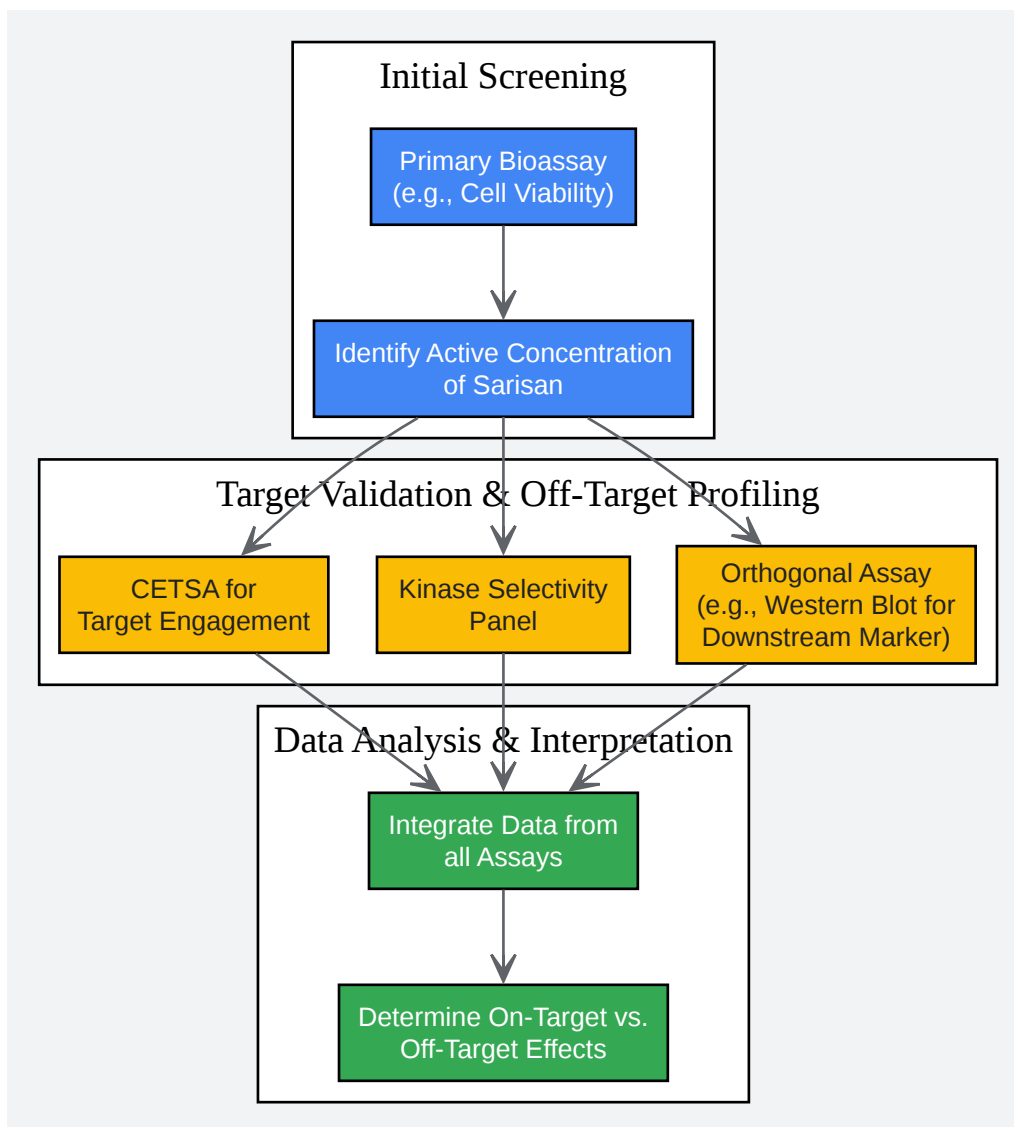 Initial Screening
Primary Bioassay
(e.g., Cell Viability)
Identify Active Concentration
of Sarisan
Target Validation & Off-Target Profiling
CETSA for
Target Engagement
Kinase Selectivity
Panel
Orthogonal Assay
(e.g., Western Blot for
Downstream Marker)
Data Analysis & Interpretation
Integrate Data from
all Assays
Determine On-Target vs.
Off-Target Effects